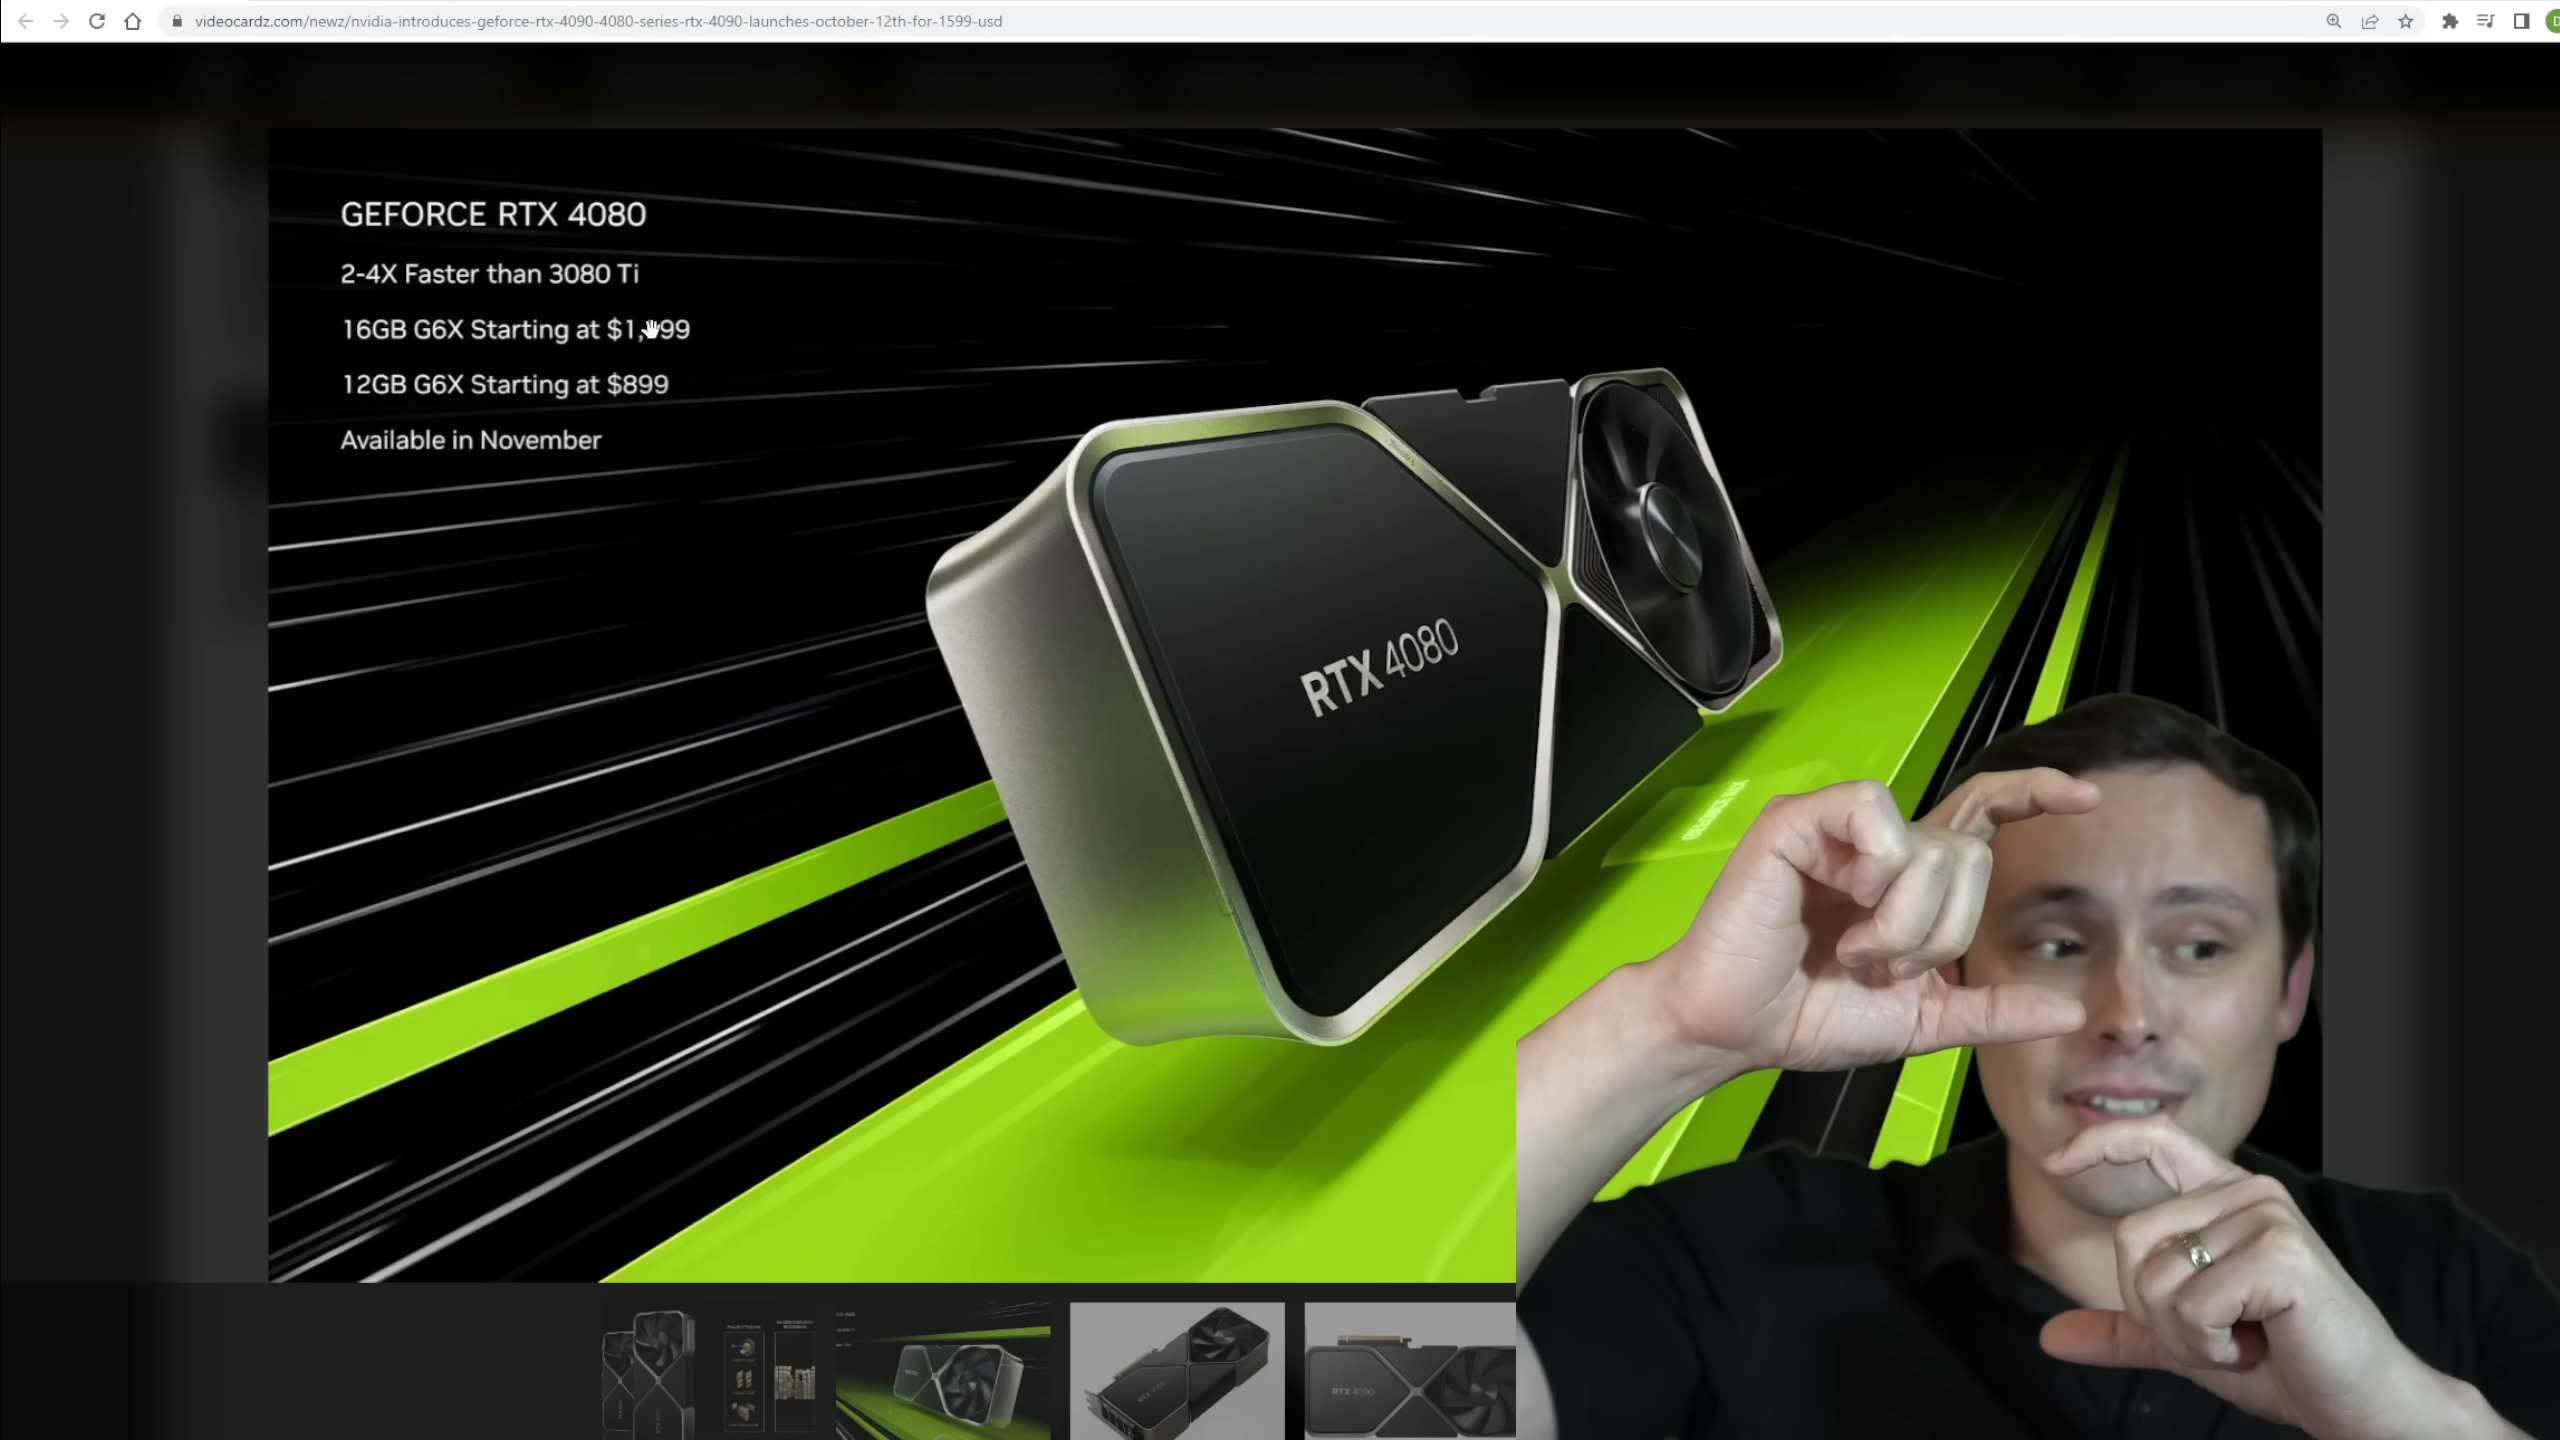 videocardz.com/newz/nvidia-introduces-geforce-rtx-4090-4080-series-rtx-4090-launches-october-12th-for-1599-usd
GEFORCE RTX 4080
2-4X Faster than 3080 Ti
16GB G6X Starting at
12GB G6X Starting at $899
Available in November
RTX 4080
RTX 4090